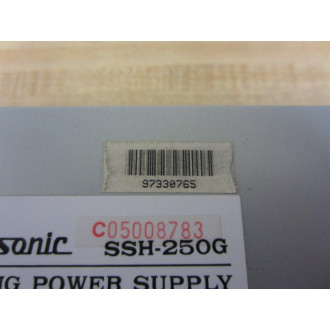 97330765
C05008783
sonic SSH-250G
NG POWER SUPPLY